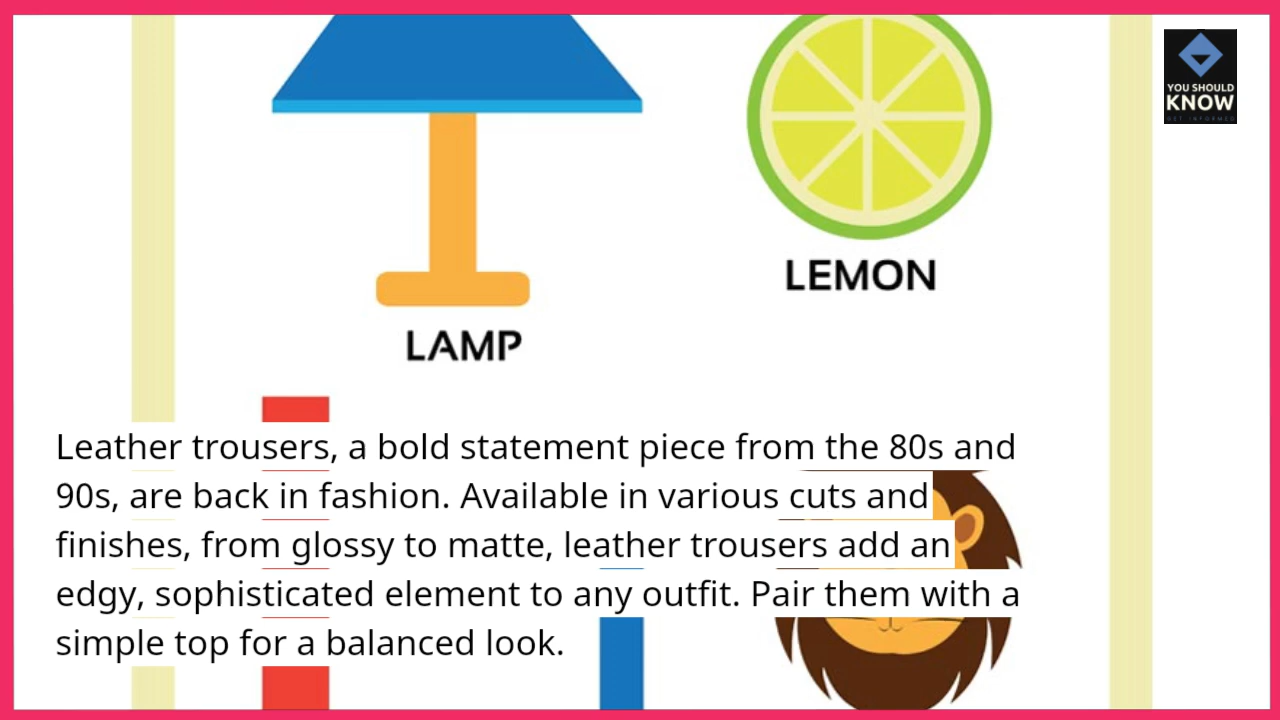 YOU SHOULD
KNOW
GET INFORMED
LEMON
LAMP
Leather trousers, a bold statement piece from the 80s and
90s, are back in fashion. Available in various cuts and
finishes, from glossy to matte, leather trousers add an
edgy, sophisticated element to any outfit. Pair them with a
simple top for a balanced look.